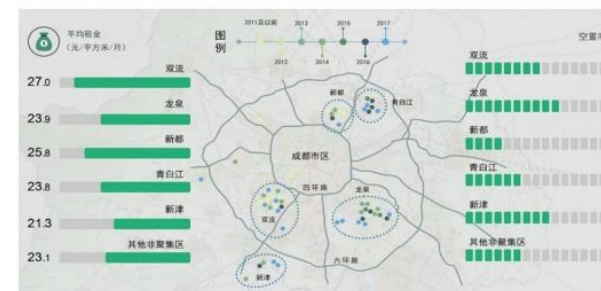 平均租金
(元/平方米/月)
双流
27.0
龙泉
23.9
新都
25.8
青白江
23.8
新津
21.3
其他非聚集区
23.1
图例
2011及以前
2013
2015
2017
2012
2014
2016
新都
青白江
成都市区
四环路
龙泉
双流
六环路
新津
空置率
双流
龙泉
新都
青白江
新津
其他非聚集区